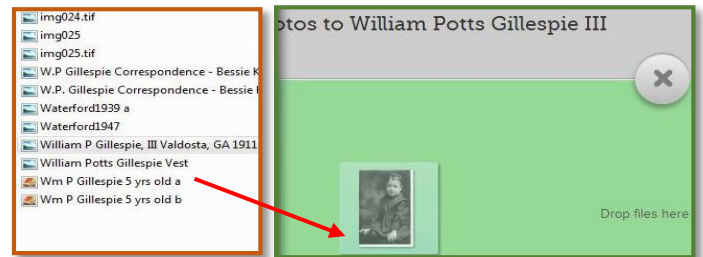 img024.tif
img025
img025.tif
W.P Gillespie Correspondence - Bessie
W.P. Gillespie Correspondence - Bessie
Waterford1939 a
Waterford1947
William P Gillespie, III Valdosta, GA 1911
William Potts Gillespie Vest
Wm P Gillespie 5 yrs old a
Wm P Gillespie 5 yrs old b
otos to William Potts Gillespie III
Drop files here